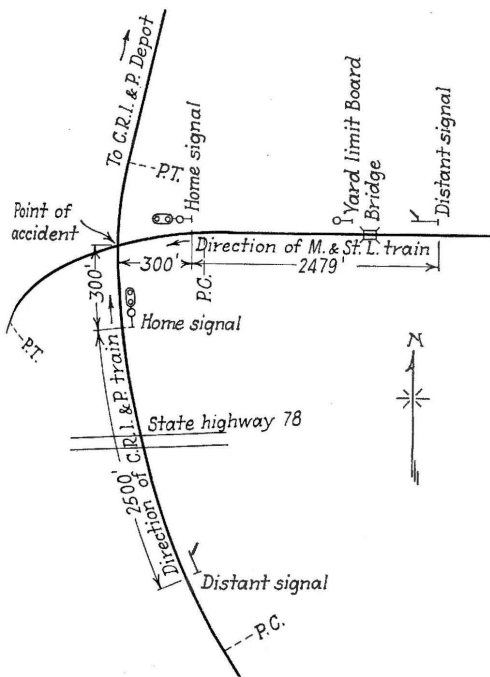 To C.R.I. & P. Depot
P.T.
Home signal
Yard limit Board
Bridge
Distant signal
Point of
accident
Direction of M. & St. L. train
300'
2479'
P.C.
300'
Home signal
P.T.
N
State highway 78
Direction of C.R.I. & P. train
2500'
Distant signal
P.C.